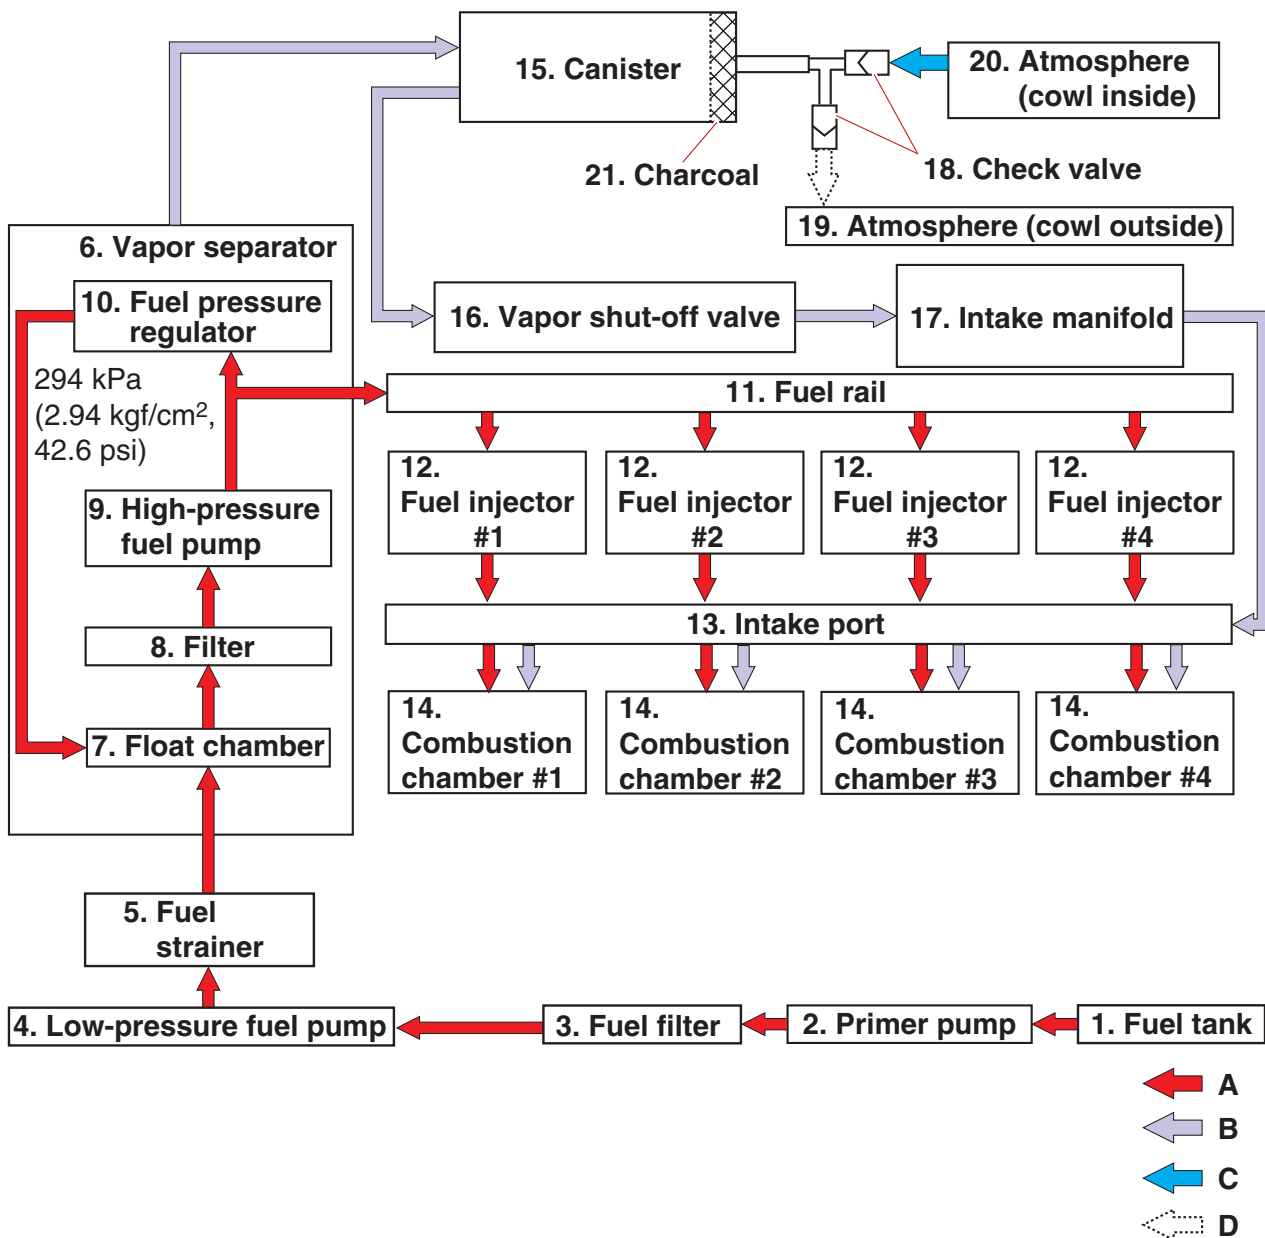 15. Canister
20. Atmosphere
(cowl inside)
21. Charcoal
18. Check valve
19. Atmosphere (cowl outside)
6. Vapor separator
10. Fuel pressure
regulator
16. Vapor shut-off valve
17. Intake manifold
294 kPa
(2.94 kgf/cm²,
42.6 psi)
11. Fuel rail
12.
Fuel injector
#1
12.
Fuel injector
#2
12.
Fuel injector
#3
12.
Fuel injector
#4
9. High-pressure
fuel pump
8. Filter
13. Intake port
7. Float chamber
14.
Combustion
chamber #1
14.
Combustion
chamber #2
14.
Combustion
chamber #3
14.
Combustion
chamber #4
5. Fuel
strainer
4. Low-pressure fuel pump
3. Fuel filter
2. Primer pump
1. Fuel tank
A
B
C
D